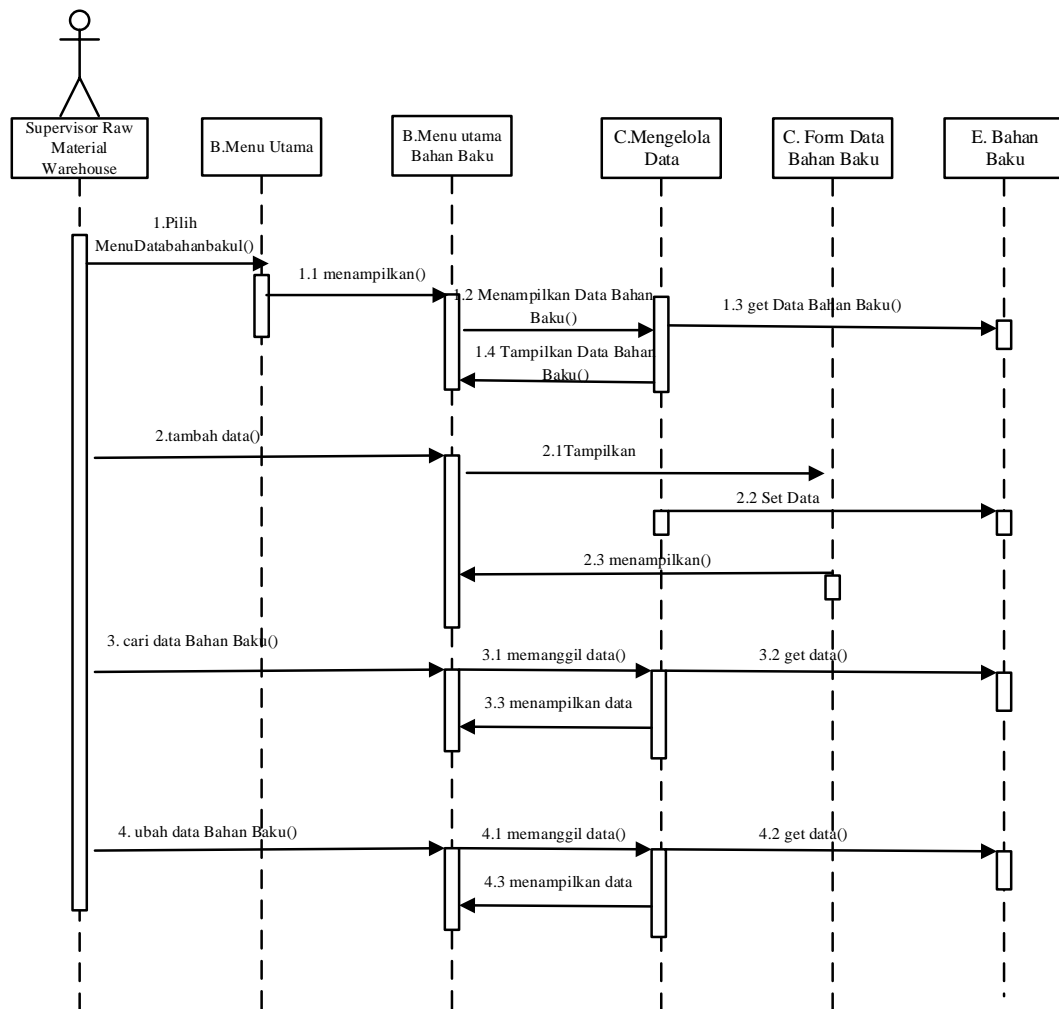 Supervisor Raw
Material
Warehouse
B.Menu Utama
B.Menu utama
Bahan Baku
C.Mengelola
Data
C. Form Data
Bahan Baku
E. Bahan
Baku
1.Pilih
MenuDatabahanbakul()
1.1 menampilkan()
1.2 Menampilkan Data Bahan
Baku()
1.3 get Data Bahan Baku()
1.4 Tampilkan Data Bahan
Baku()
2.tambah data()
2.1Tampilkan
2.2 Set Data
2.3 menampilkan()
3. cari data Bahan Baku()
3.1 memanggil data()
3.2 get data()
3.3 menampilkan data
4. ubah data Bahan Baku()
4.1 memanggil data()
4.2 get data()
4.3 menampilkan data